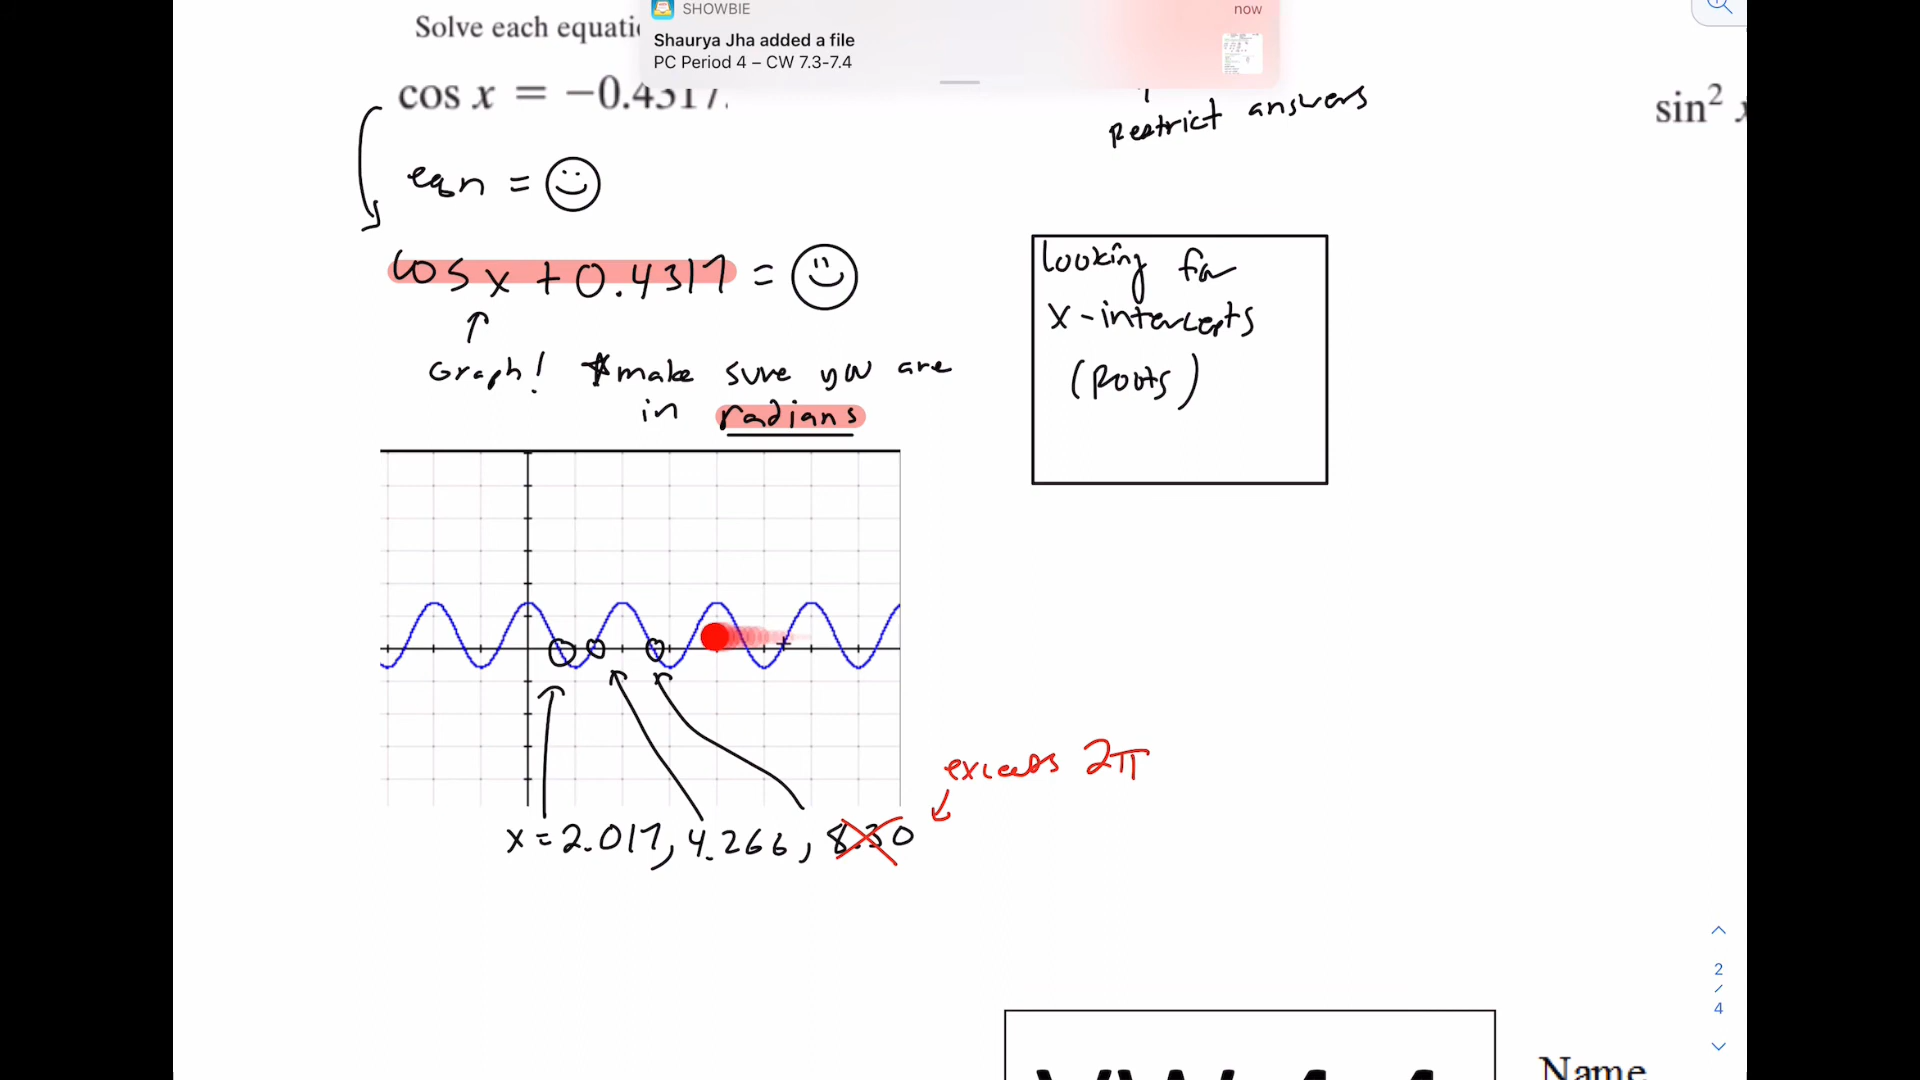 SHOWBIE
now
Shaurya Jha added a file
PC Period 4 – CW 7.3-7.4
Solve each
cos x = −0.4317.
restrict answers
sin² x
eqn =
cos x + 0.4317 =
Looking for
x-intercepts
(Roots)
Graph! *make sure you are
in radians
exceeds 2π
x = 2.017, 4.266, 8.30
2
/
4
Name